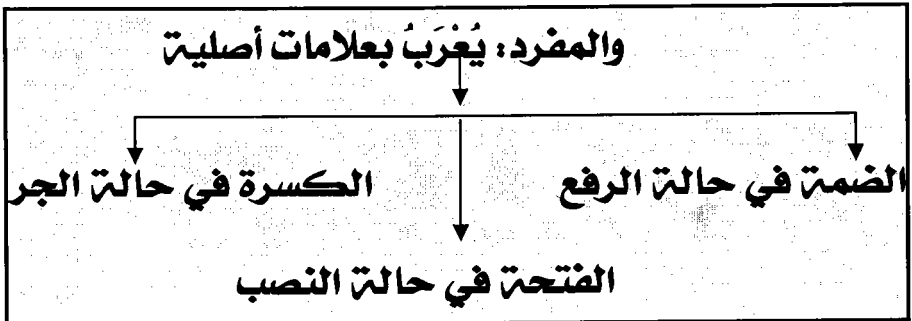 والمفرد: يُعْرَبُ بعلامات أصلية
الضمة في حالة الرفع
الكسرة في حالة الجر
الفتحة في حالة النصب